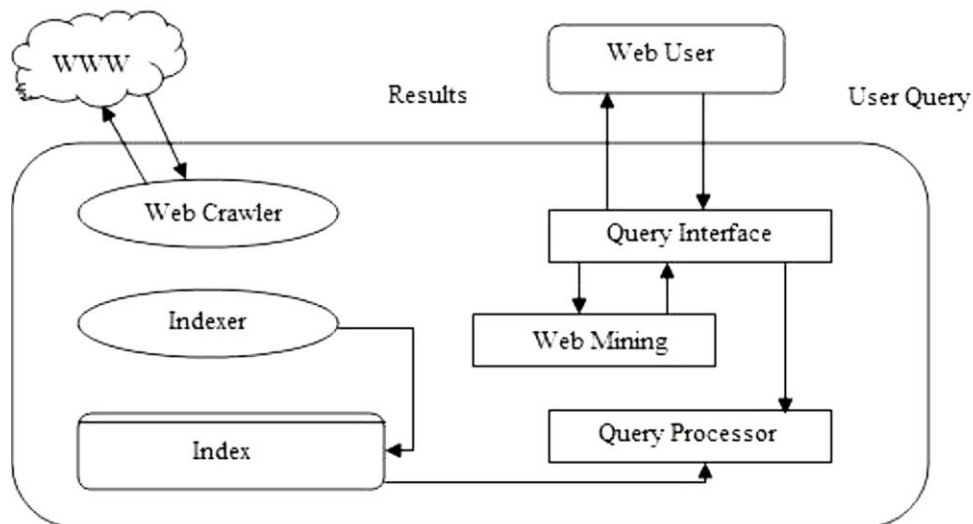 WWW
Web User
Results
User Query
Web Crawler
Query Interface
Indexer
Web Mining
Index
Query Processor